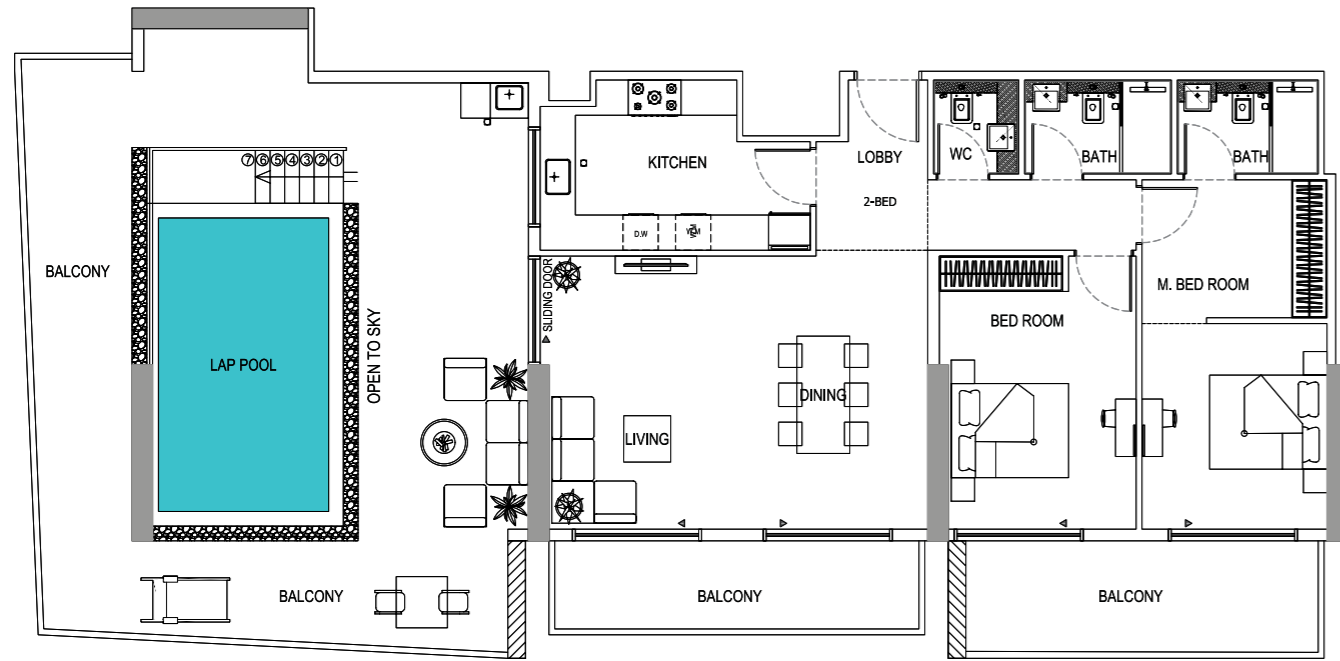 KITCHEN
LOBBY
WC
BATH
BATH
7 6 5 4 3 2 1
2-BED
D.W
BALCONY
SLIDING DOOR
M. BED ROOM
BED ROOM
OPEN TO SKY
LAP POOL
DINING
LIVING
BALCONY
BALCONY
BALCONY